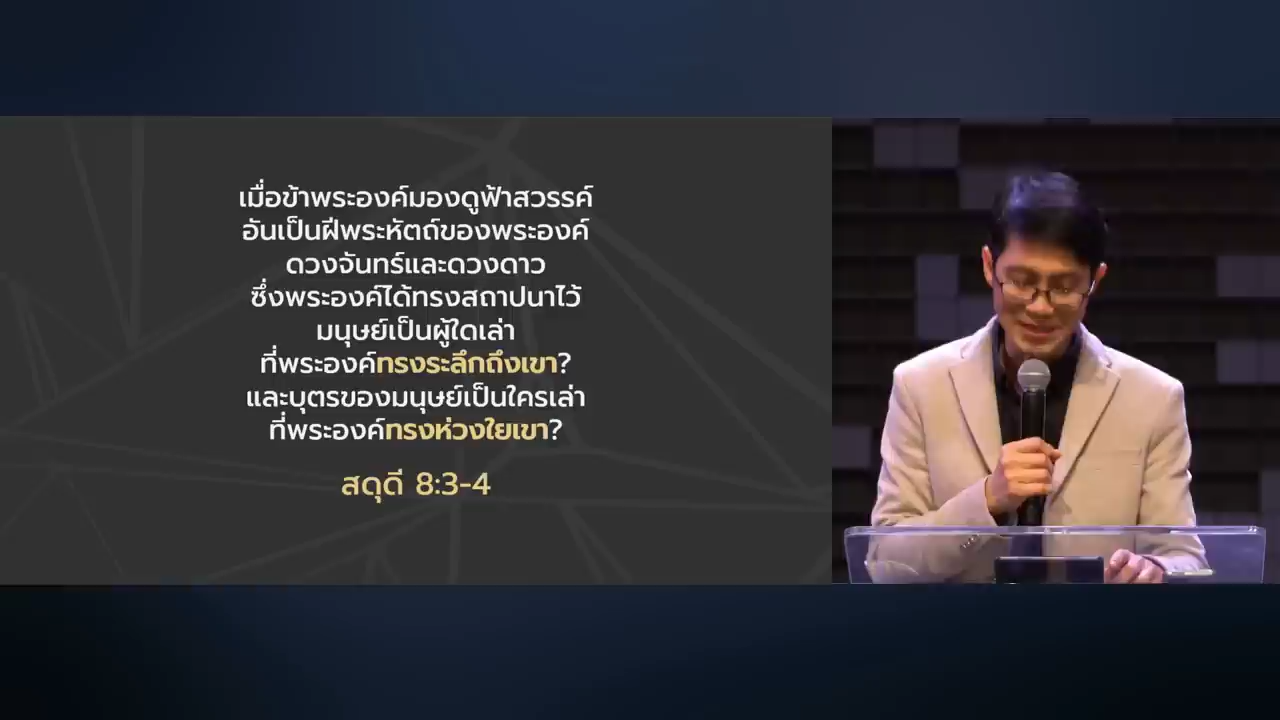 เมื่อข้าพระองค์มองดูฟ้าสวรรค์
อันเป็นฝีพระหัตถ์ของพระองค์
ดวงจันทร์และดวงดาว
ซึ่งพระองค์ได้ทรงสถาปนาไว้
มนุษย์เป็นผู้ใดเล่า
ที่พระองค์ทรงระลึกถึงเขา?
และบุตรของมนุษย์เป็นใครเล่า
ที่พระองค์ทรงห่วงใยเขา?
สดุดี 8:3-4